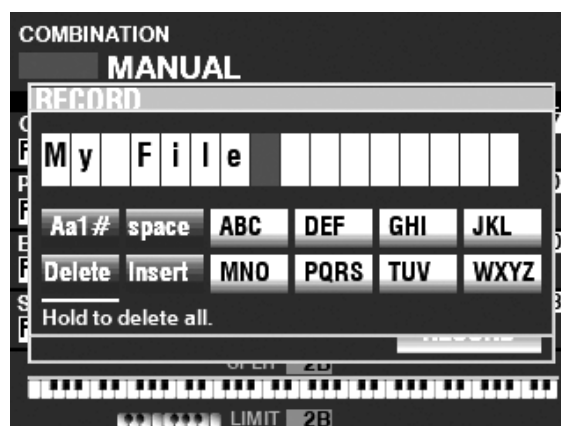 COMBINATION
MANUAL
RECORD
My File
Aa1# space ABC DEF GHI JKL
Delete Insert MNO PQRS TUV WXYZ
Hold to delete all.
2B
LIMIT 2B